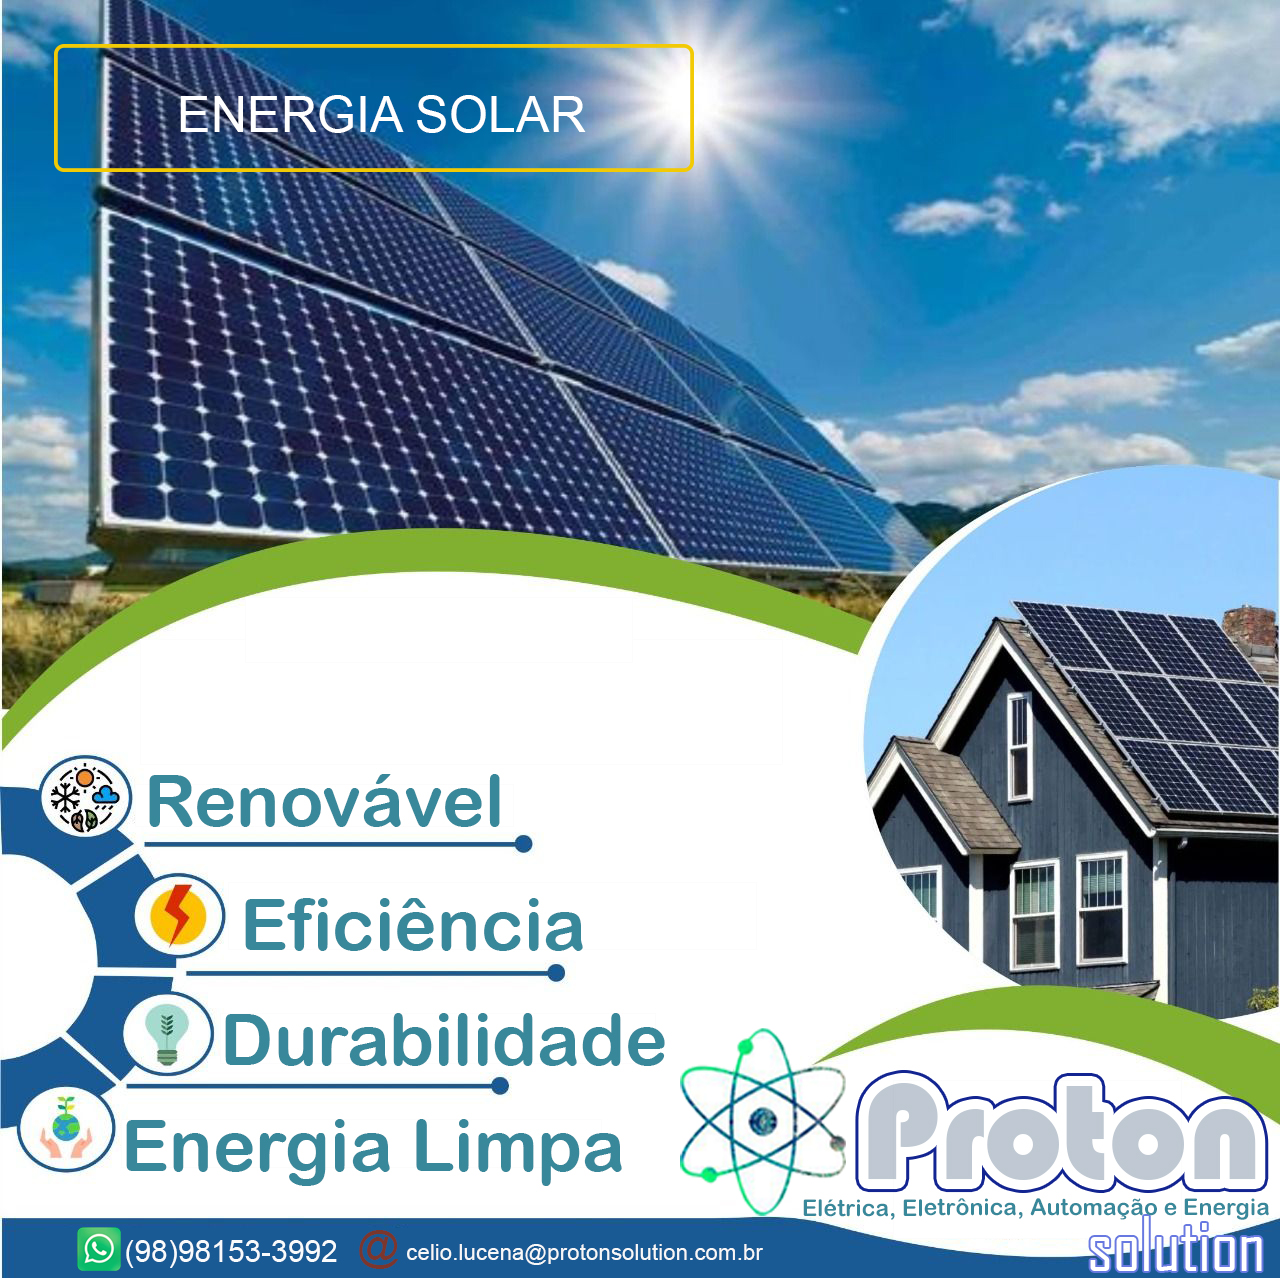 ENERGIA SOLAR
Renovável
Eficiência
Durabilidade
Energia Limpa
Proton
Elétrica, Eletrônica, Automação e Energia
solution
(98)98153-3992
@ celio.lucena@protonsolution.com.br